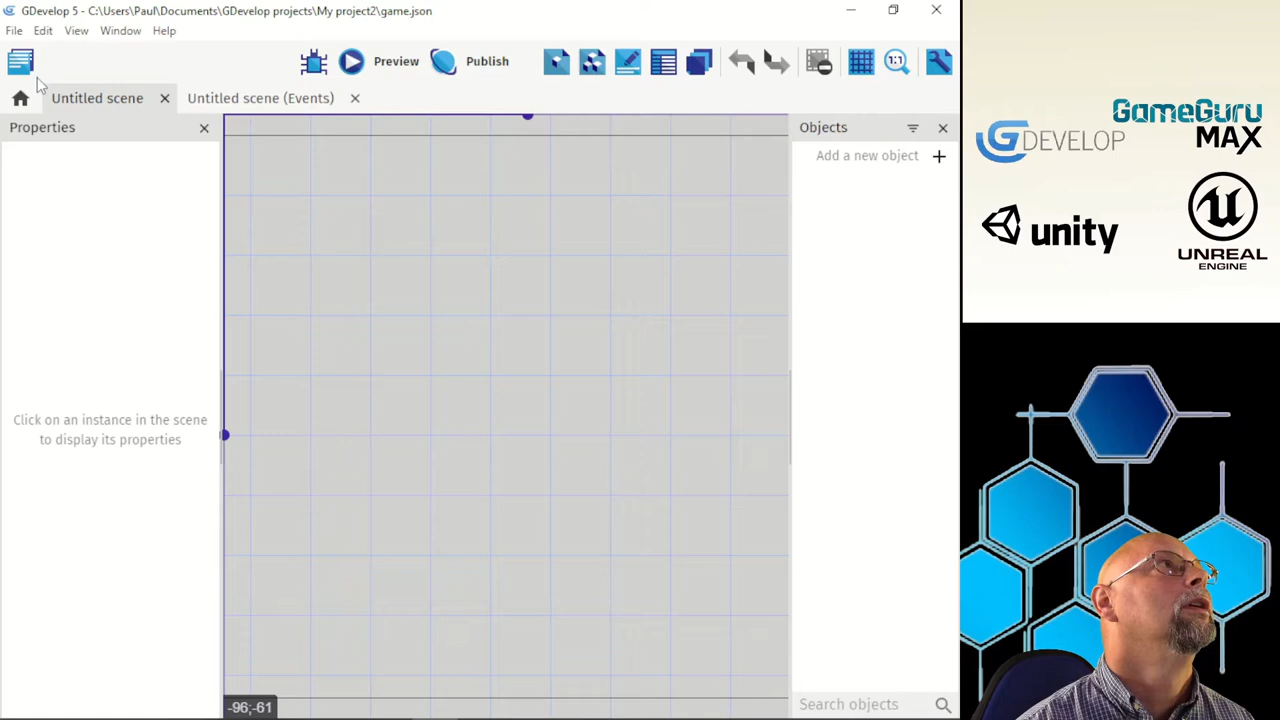 GDevelop 5 - C:\Users\Paul\Documents\GDevelop projects\My project2\game.json
File Edit View Window Help
Preview Publish 1:1
Untitled scene Untitled scene (Events)
Properties
Objects
Add a new object
Click on an instance in the scene
to display its properties
-96;-61
Search objects
GameGuru
MAX
GDEVELOP
unity
UNREAL
ENGINE